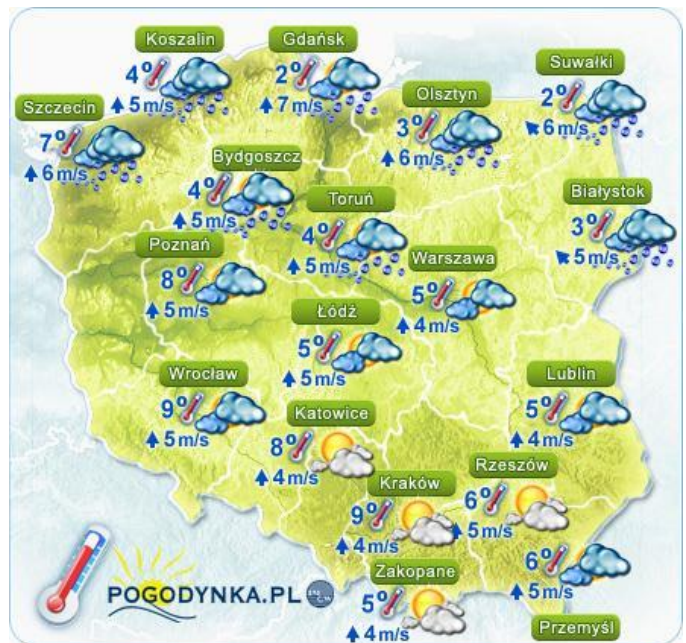 Koszalin
4°
5 m/s
Gdańsk
2°
7 m/s
Suwałki
2°
6 m/s
Szczecin
7°
6 m/s
Olsztyn
3°
6 m/s
Bydgoszcz
4°
5 m/s
Toruń
4°
5 m/s
Białystok
3°
5 m/s
Poznań
8°
5 m/s
Warszawa
5°
4 m/s
Łódź
5°
5 m/s
Wrocław
9°
5 m/s
Lublin
5°
4 m/s
Katowice
8°
4 m/s
Kraków
9°
4 m/s
Rzeszów
6°
5 m/s
Zakopane
5°
4 m/s
6°
5 m/s
Przemyśl
POGODYNKA.PL